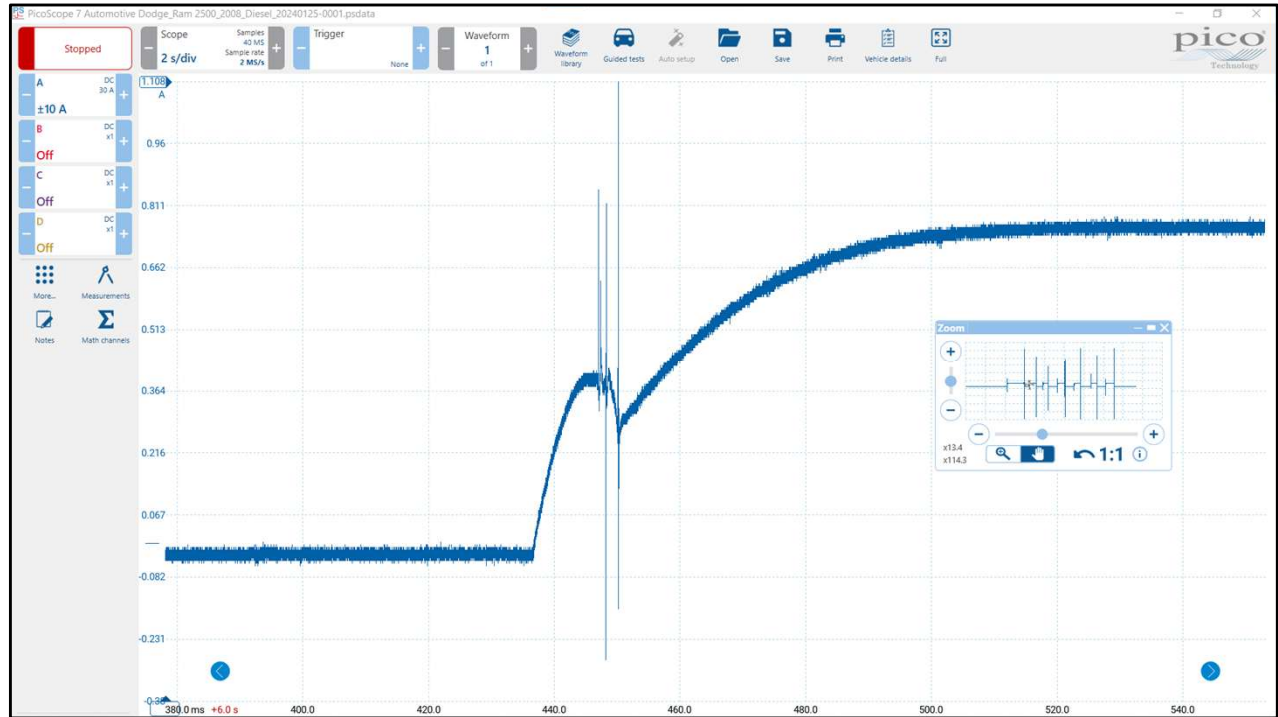 PicoScope 7 Automotive Dodge_Ram 2500_2008_Diesel_20240125-0001.psdata
Stopped
Scope
2 s/div
Samples
40 MS
Sample rate
2 MS/s
Trigger
None
Waveform
1
of 1
Waveform library
Guided tests
Auto setup
Open
Save
Print
Vehicle details
Full
pico
Technology
A
DC
30 A
±10 A
B
DC
x1
Off
C
DC
x1
Off
D
DC
x1
Off
More...
Measurements
Notes
Math channels
1.108
A
0.96
0.811
0.662
0.513
0.364
0.216
0.067
-0.082
-0.231
Zoom
x13.4
x114.3
1:1
380.0 ms
+6.0 s
400.0
420.0
440.0
460.0
480.0
500.0
520.0
540.0